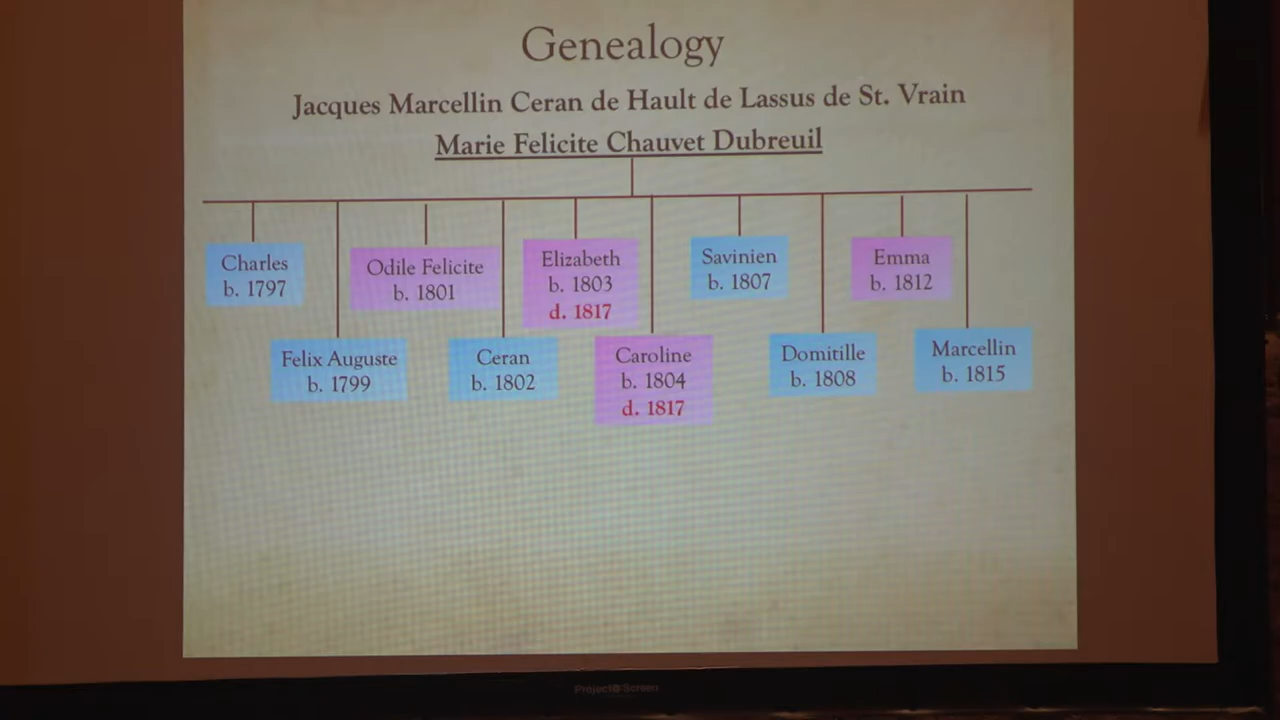 Genealogy
Jacques Marcellin Ceran de Hault de Lassus de St. Vrain
Marie Felicite Chauvet Dubreuil
Charles
b. 1797
Felix Auguste
b. 1799
Odile Felicite
b. 1801
Ceran
b. 1802
Elizabeth
b. 1803
d. 1817
Caroline
b. 1804
d. 1817
Savinien
b. 1807
Domitille
b. 1808
Emma
b. 1812
Marcellin
b. 1815
Project Screen